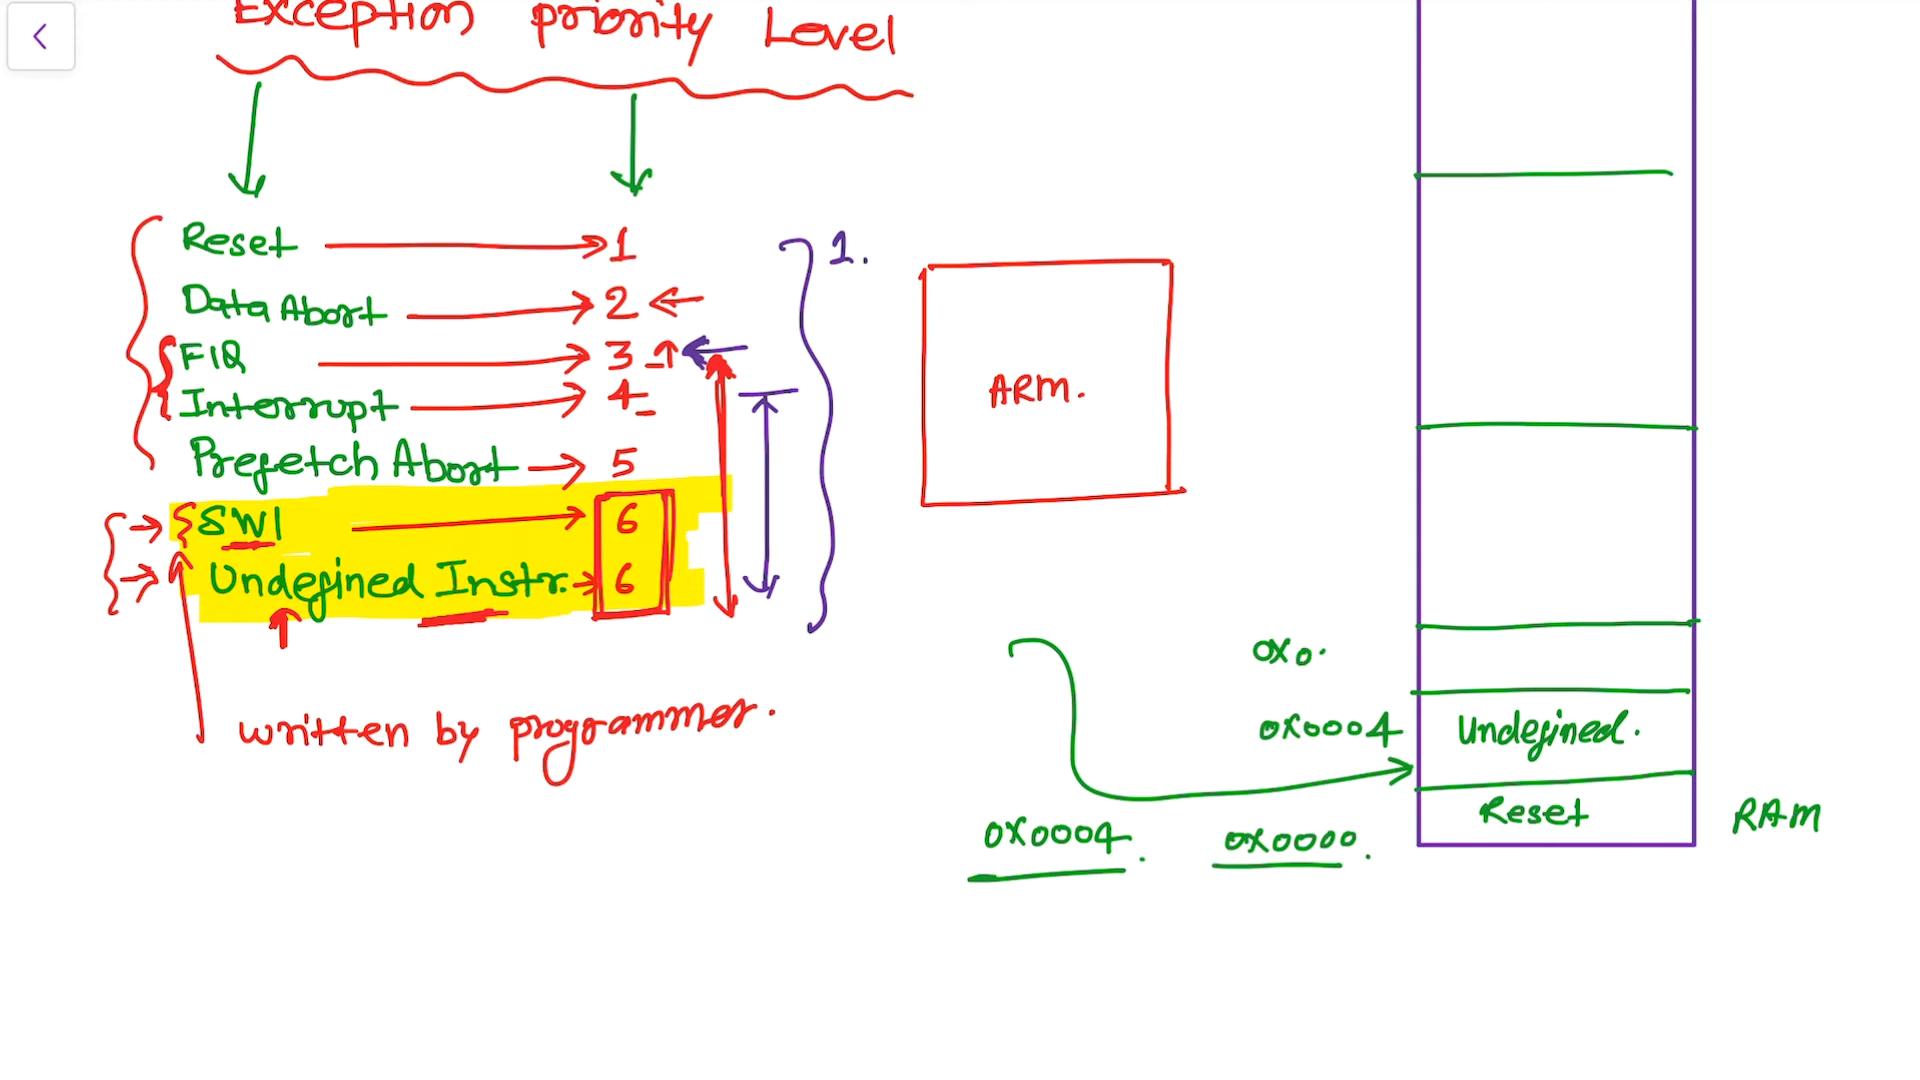 Exception priority Level
Reset → 1
Data Abort → 2 ←
FIQ → 3 ↑ ←
Interrupt → 4
Prefetch Abort → 5
SWI → 6
Undefined Instr. → 6
written by programmer.
1.
ARM.
0x0.
0x0004 Undefined.
Reset
RAM
0x0004. 0x0000.